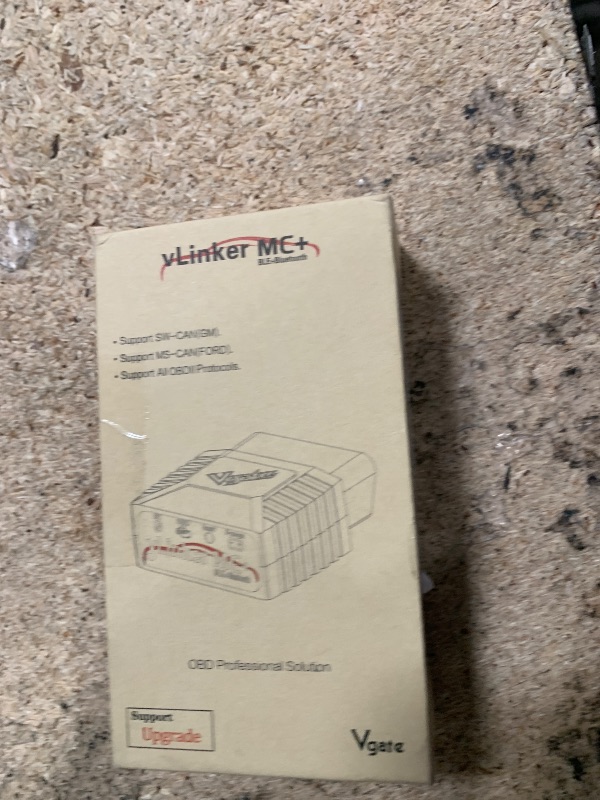 vLinker MC+
BLE+Bluetooth
• Support SW-CAN(GM).
• Support MS-CAN(FORD).
• Support All OBDII Protocols.
Vgate
OBD Professional Solution
Support
Upgrade
Vgate